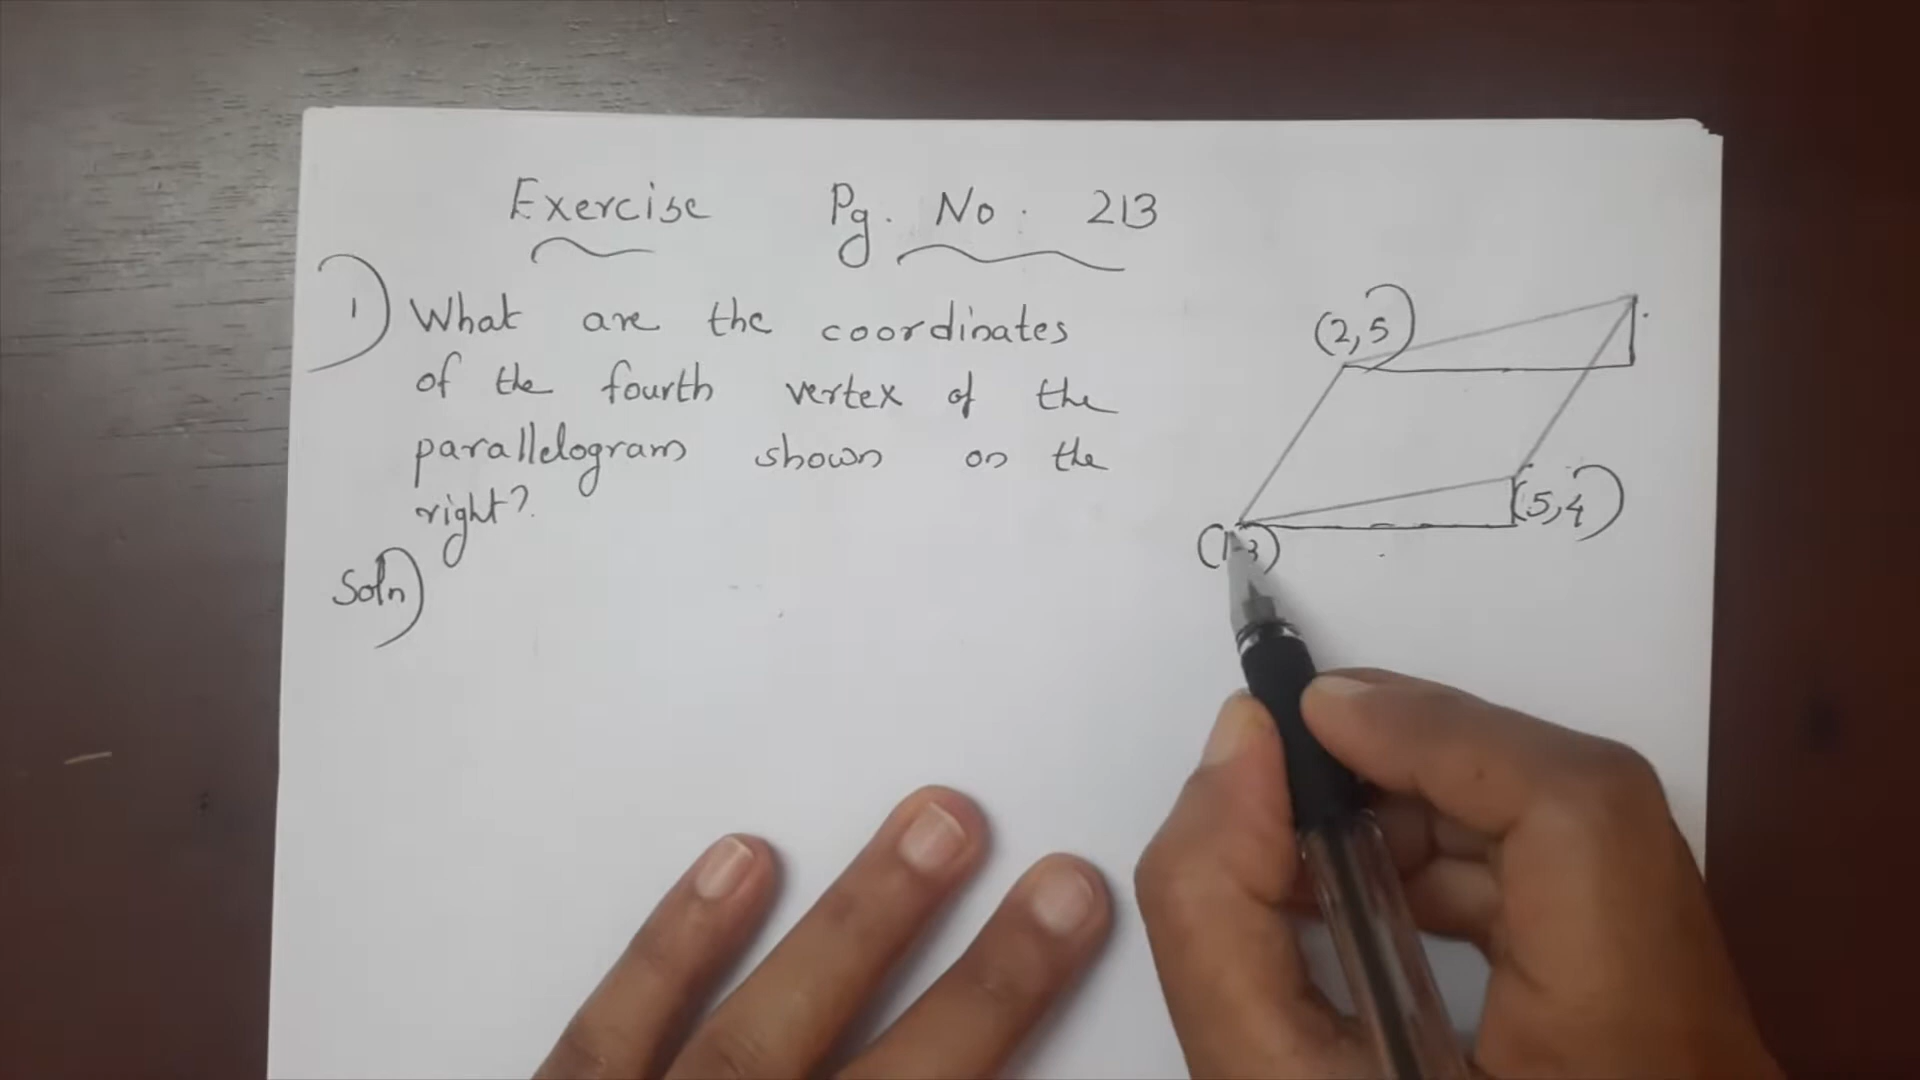 Exercise Pg. No. 213
1) What are the coordinates
of the fourth vertex of the
parallelogram shown on the
right?
Soln)
(2,5)
(5,4)